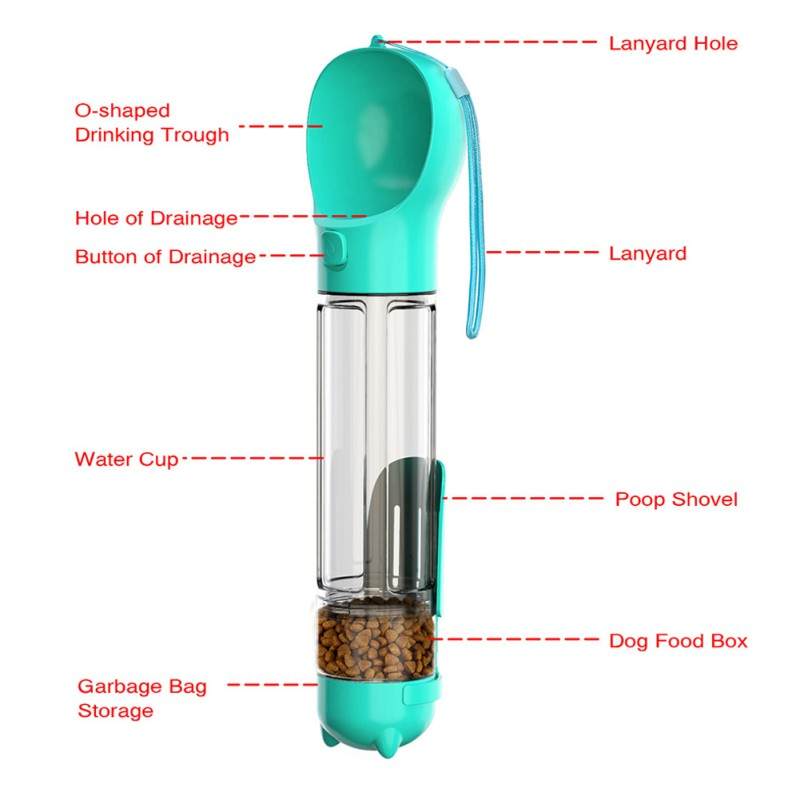 Lanyard Hole
O-shaped
Drinking Trough
Hole of Drainage
Button of Drainage
Lanyard
Water Cup
Poop Shovel
Dog Food Box
Garbage Bag
Storage